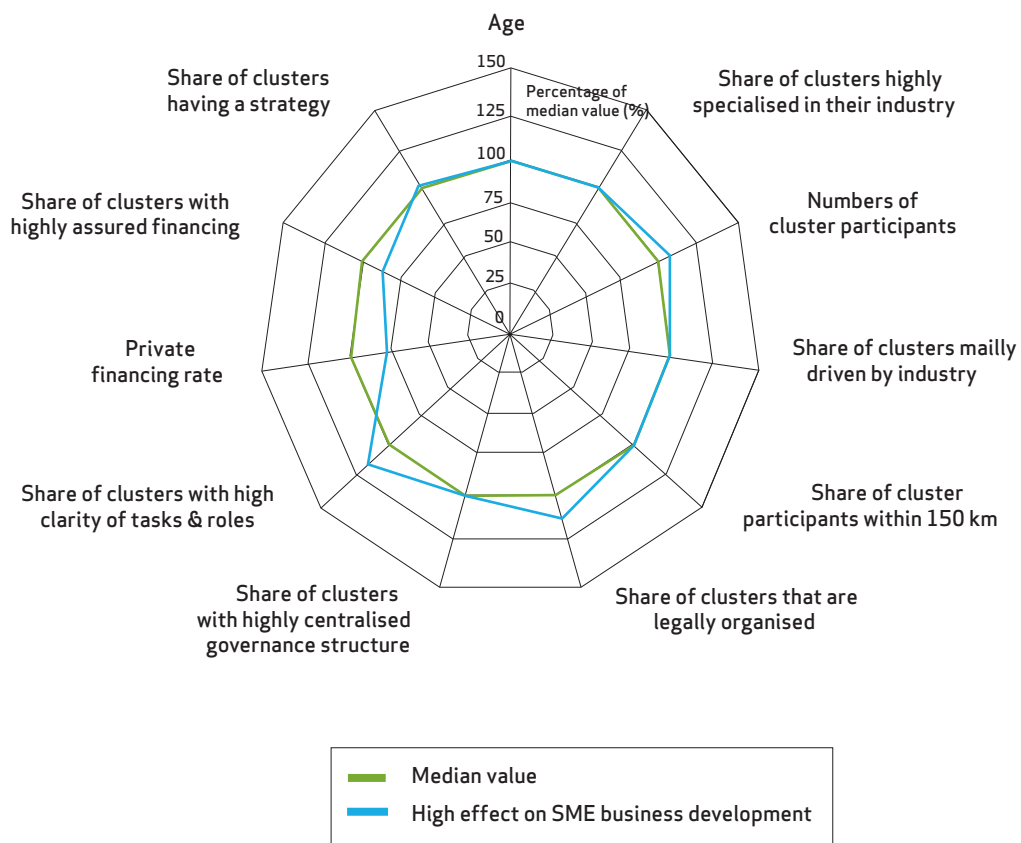 Age
150
125
100
75
50
25
0
Percentage of
median value (%)
Share of clusters highly
specialised in their industry
Numbers of
cluster participants
Share of clusters mailly
driven by industry
Share of cluster
participants within 150 km
Share of clusters that are
legally organised
Share of clusters
with highly centralised
governance structure
Share of clusters with high
clarity of tasks & roles
Private
financing rate
Share of clusters with
highly assured financing
Share of clusters
having a strategy
Median value
High effect on SME business development